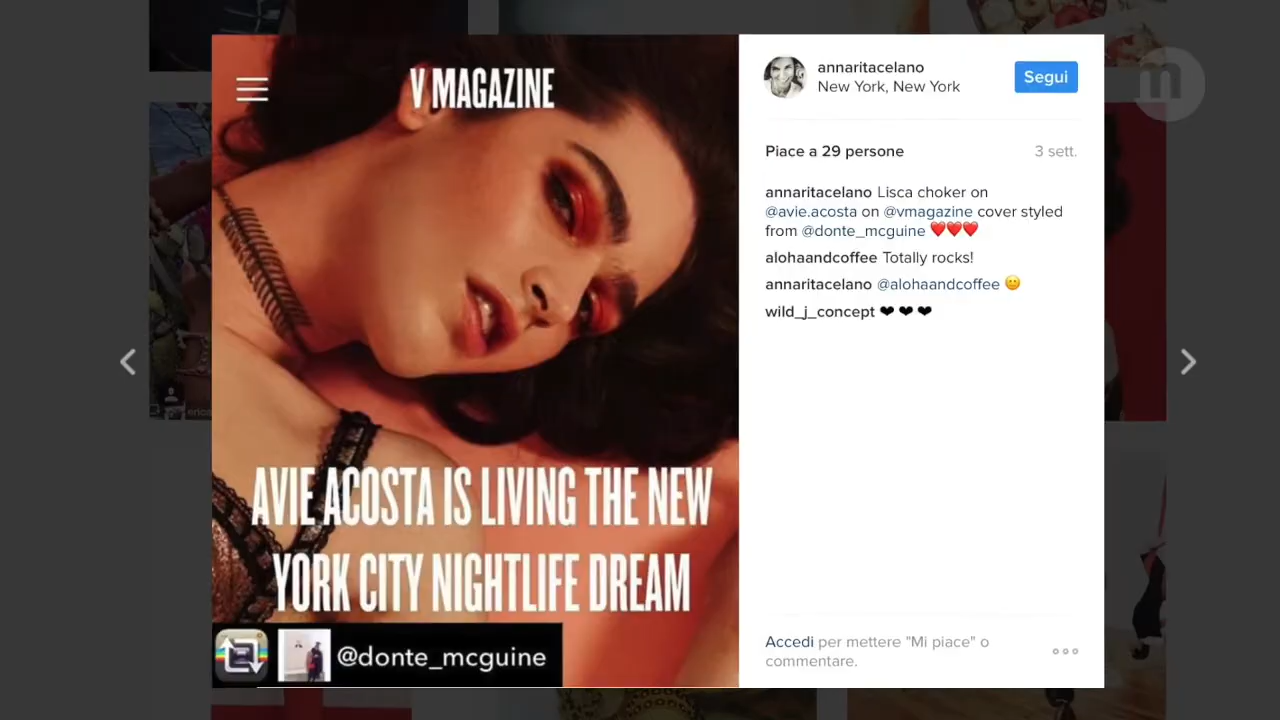 V MAGAZINE
AVIE ACOSTA IS LIVING THE NEW
YORK CITY NIGHTLIFE DREAM
@donte_mcguine
annaritacelano
New York, New York
Segui
m
Piace a 29 persone
3 sett.
annaritacelano Lisca choker on
@avie.acosta on @vmagazine cover styled
from @donte_mcguine ❤️❤️❤️
alohaandcoffee Totally rocks!
annaritacelano @alohaandcoffee 😊
wild_j_concept ❤ ❤ ❤
Accedi per mettere "Mi piace" o
commentare.